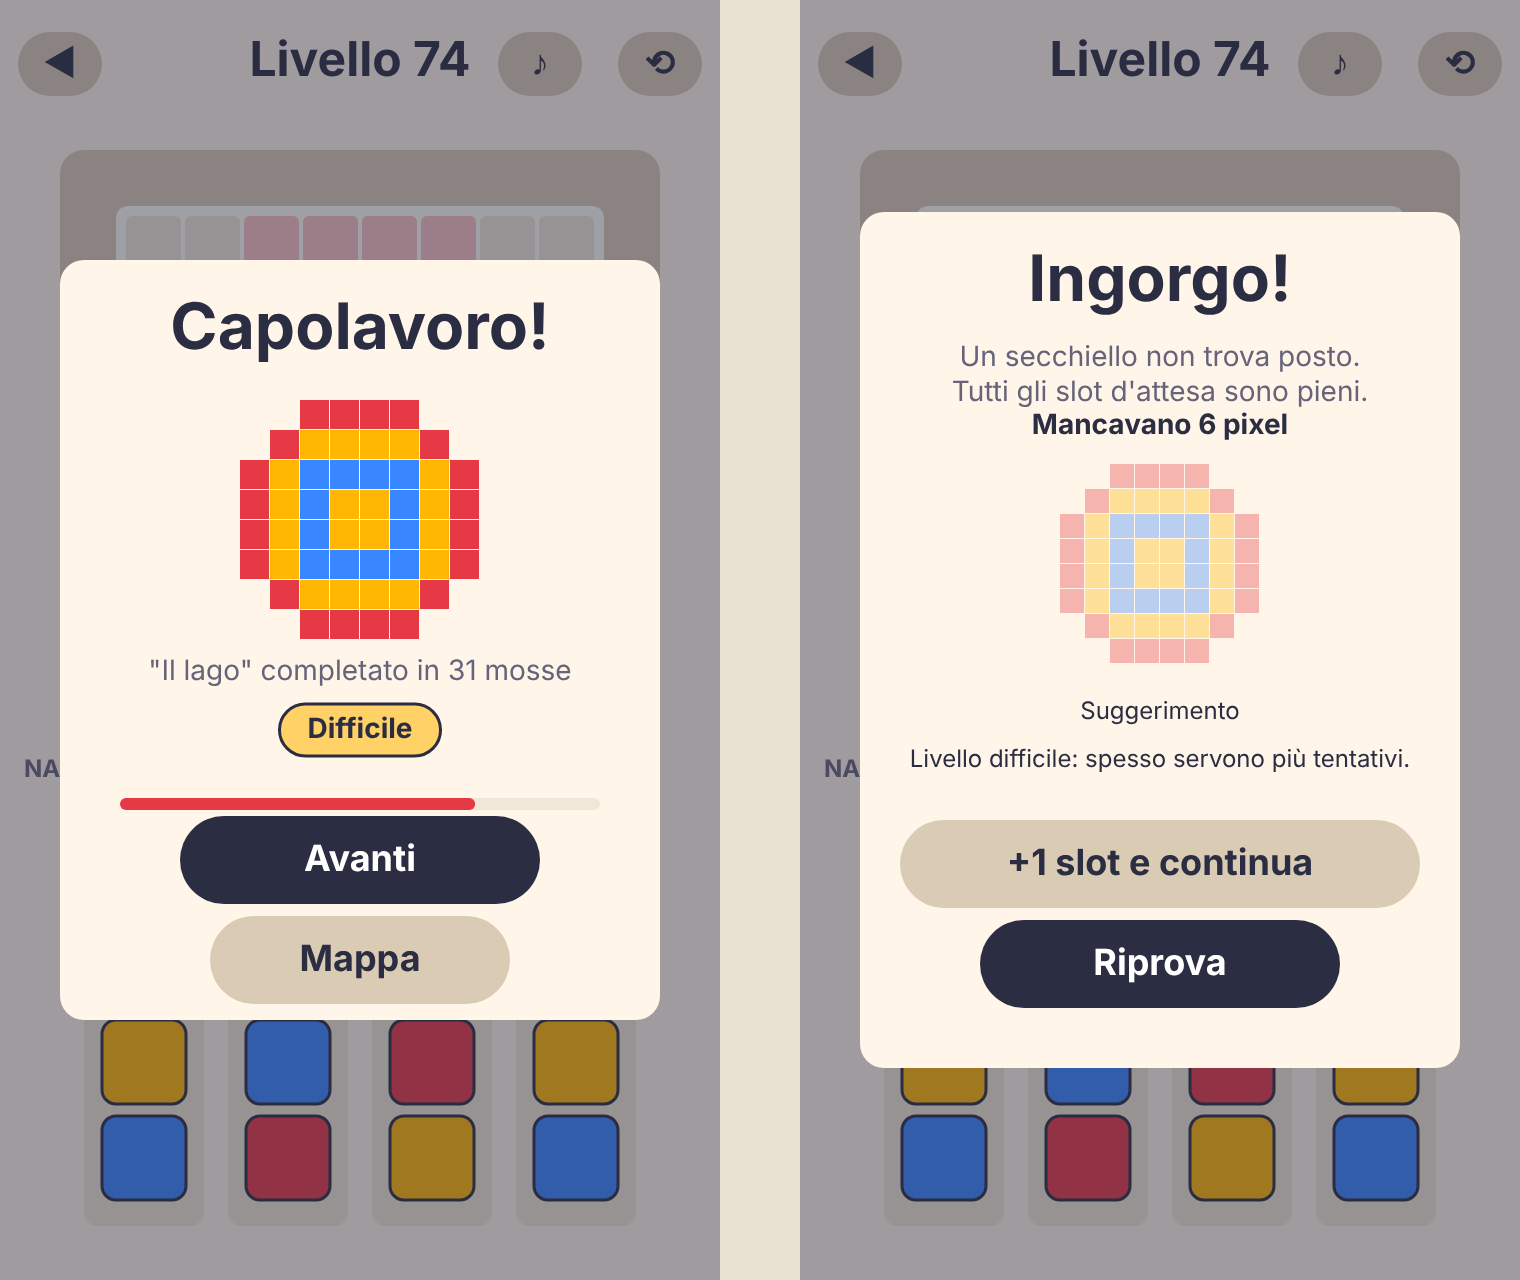 Livello 74
Capolavoro!
"Il lago" completato in 31 mosse
Difficile
NA
Avanti
Mappa
Livello 74
Ingorgo!
Un secchiello non trova posto.
Tutti gli slot d'attesa sono pieni.
Mancavano 6 pixel
Suggerimento
Livello difficile: spesso servono più tentativi.
NA
+1 slot e continua
Riprova